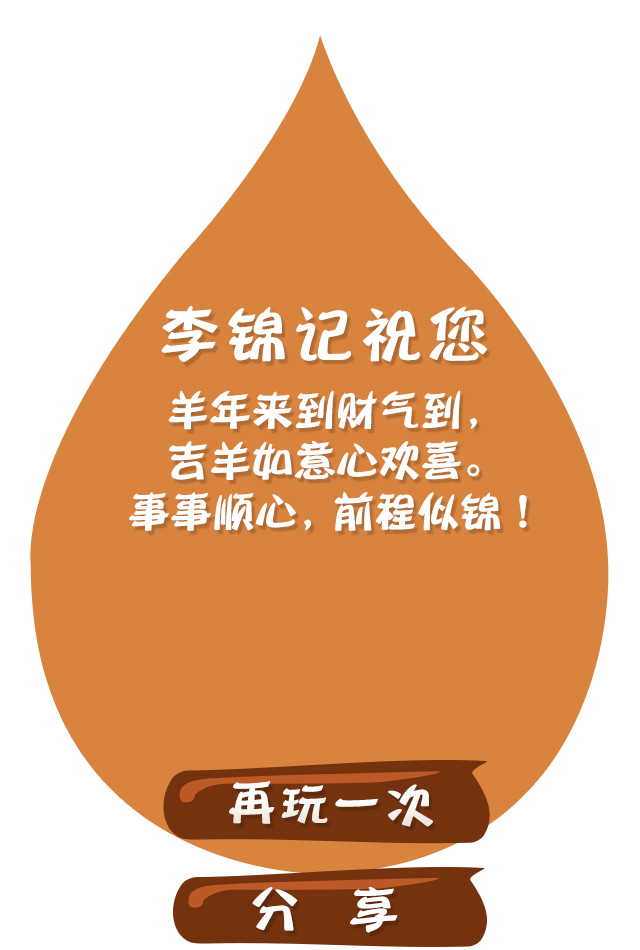 李锦记祝您
羊年来到财气到，
吉羊如意心欢喜。
事事顺心，前程似锦！
再玩一次
分 享